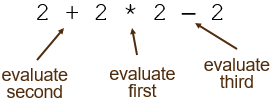 2 + 2 * 2 – 2
evaluate
second
evaluate
first
evaluate
third